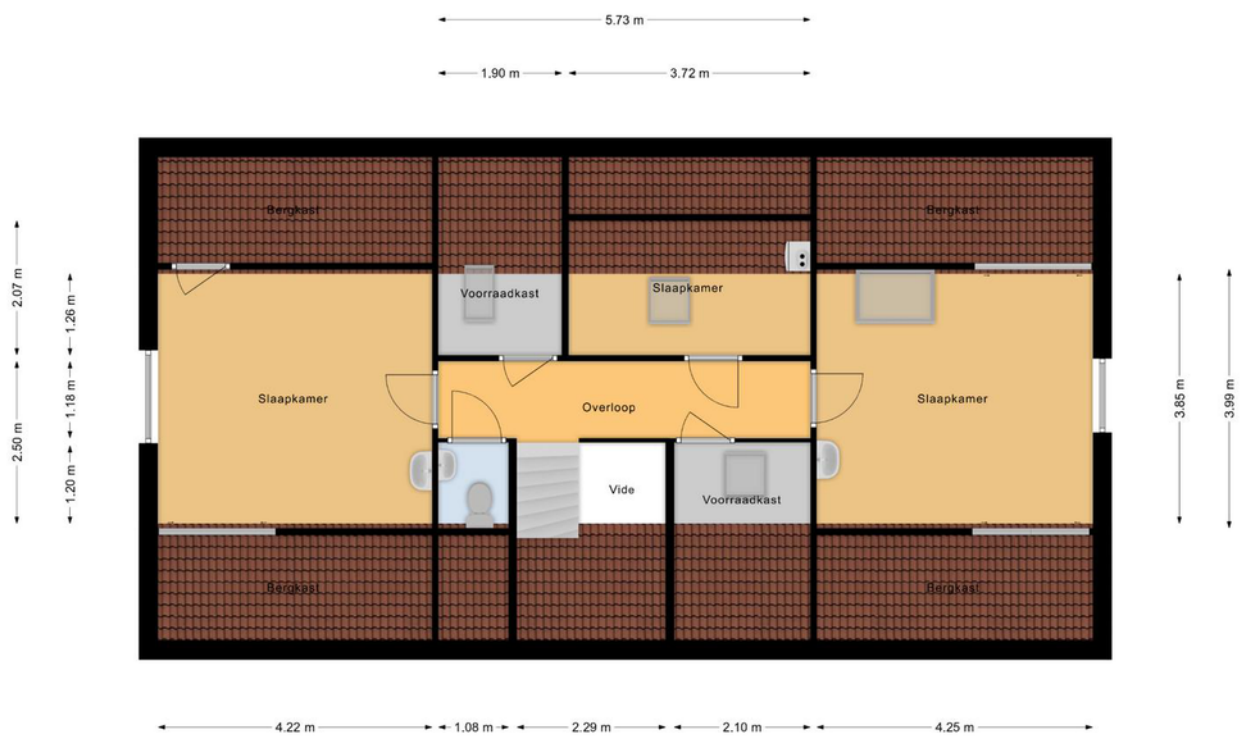 5.73 m
1.90 m
3.72 m
Bergkast
Bergkast
2.07 m
1.26 m
Voorraadkast
Slaapkamer
Slaapkamer
Overloop
Slaapkamer
1.18 m
2.50 m
3.85 m
3.99 m
1.20 m
Vide
Voorraadkast
Bergkast
Bergkast
4.22 m
1.08 m
2.29 m
2.10 m
4.25 m